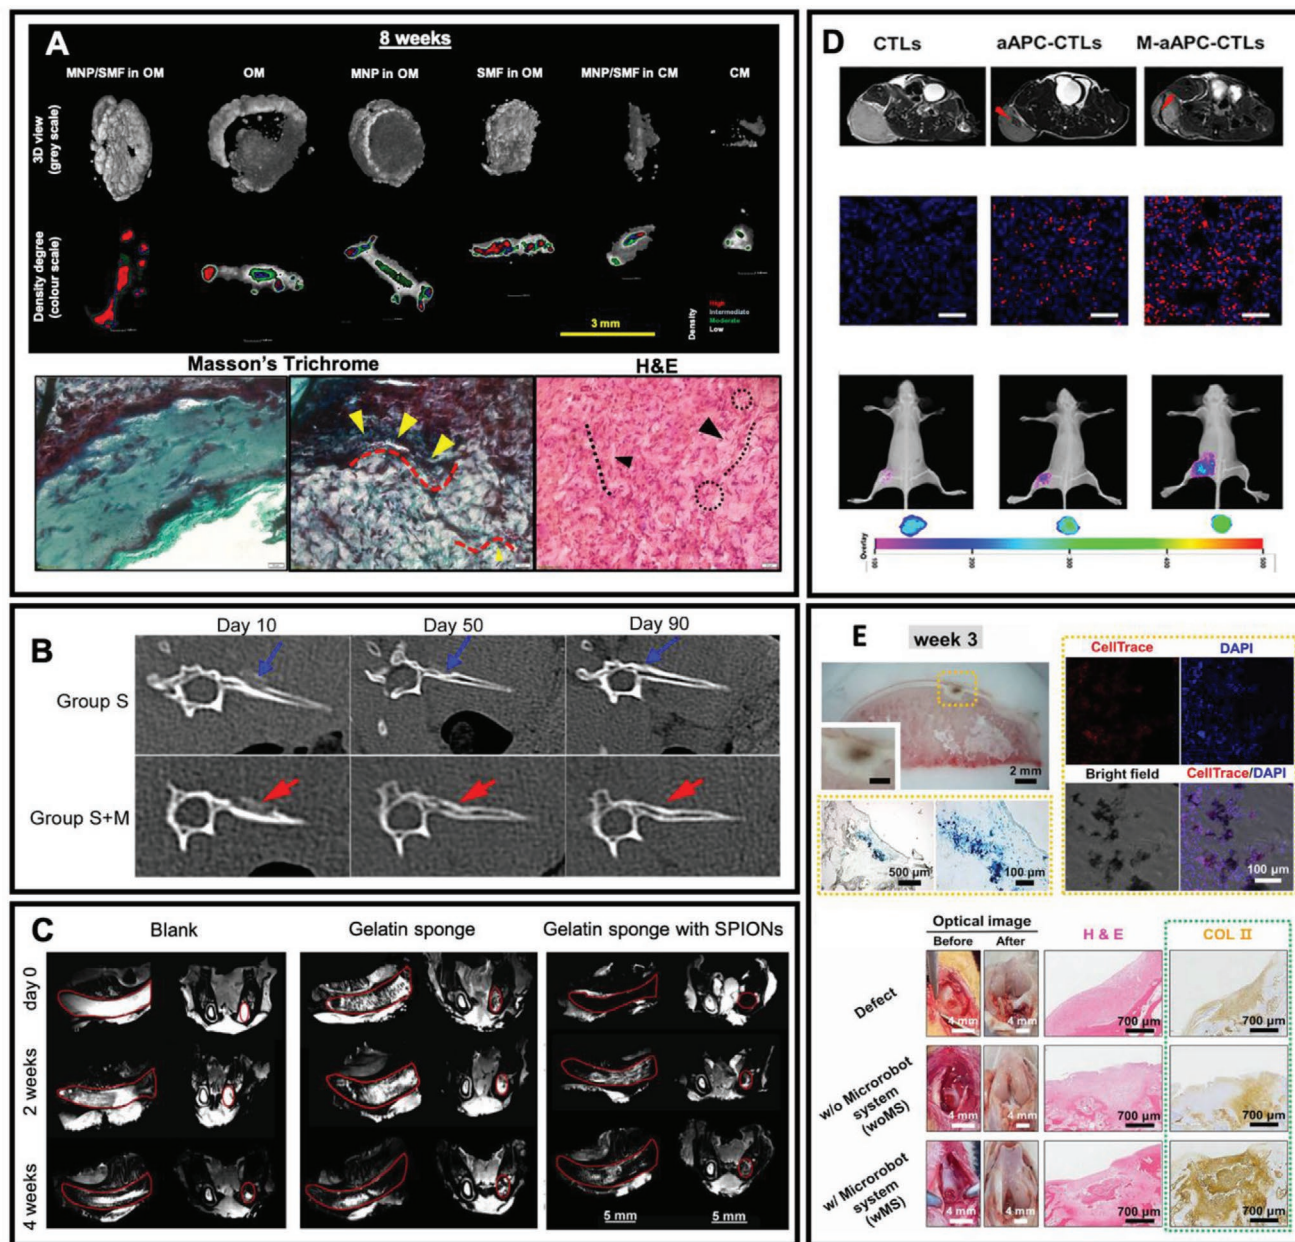 A
8 weeks
MNP/SMF in OM
OM
MNP in OM
SMF in OM
MNP/SMF in CM
CM
3D view
(grey scale)
Density degree
(colour scale)
Density
High
Intermediate
Moderate
Low
3 mm
Masson's Trichrome
H&E
B
Day 10
Day 50
Day 90
Group S
Group S+M
C
Blank
Gelatin sponge
Gelatin sponge with SPIONs
day 0
2 weeks
4 weeks
5 mm
5 mm
D
CTLs
aAPC-CTLs
M-aAPC-CTLs
Overlay
100
200
300
400
500
E
week 3
2 mm
500 µm
100 µm
CellTrace
DAPI
Bright field
CellTrace/DAPI
100 µm
Optical image
Before
After
H & E
COL II
Defect
4 mm
4 mm
700 µm
700 µm
w/o Microrobot
system
(woMS)
4 mm
4 mm
700 µm
700 µm
w/ Microrobot
system
(wMS)
4 mm
4 mm
700 µm
700 µm